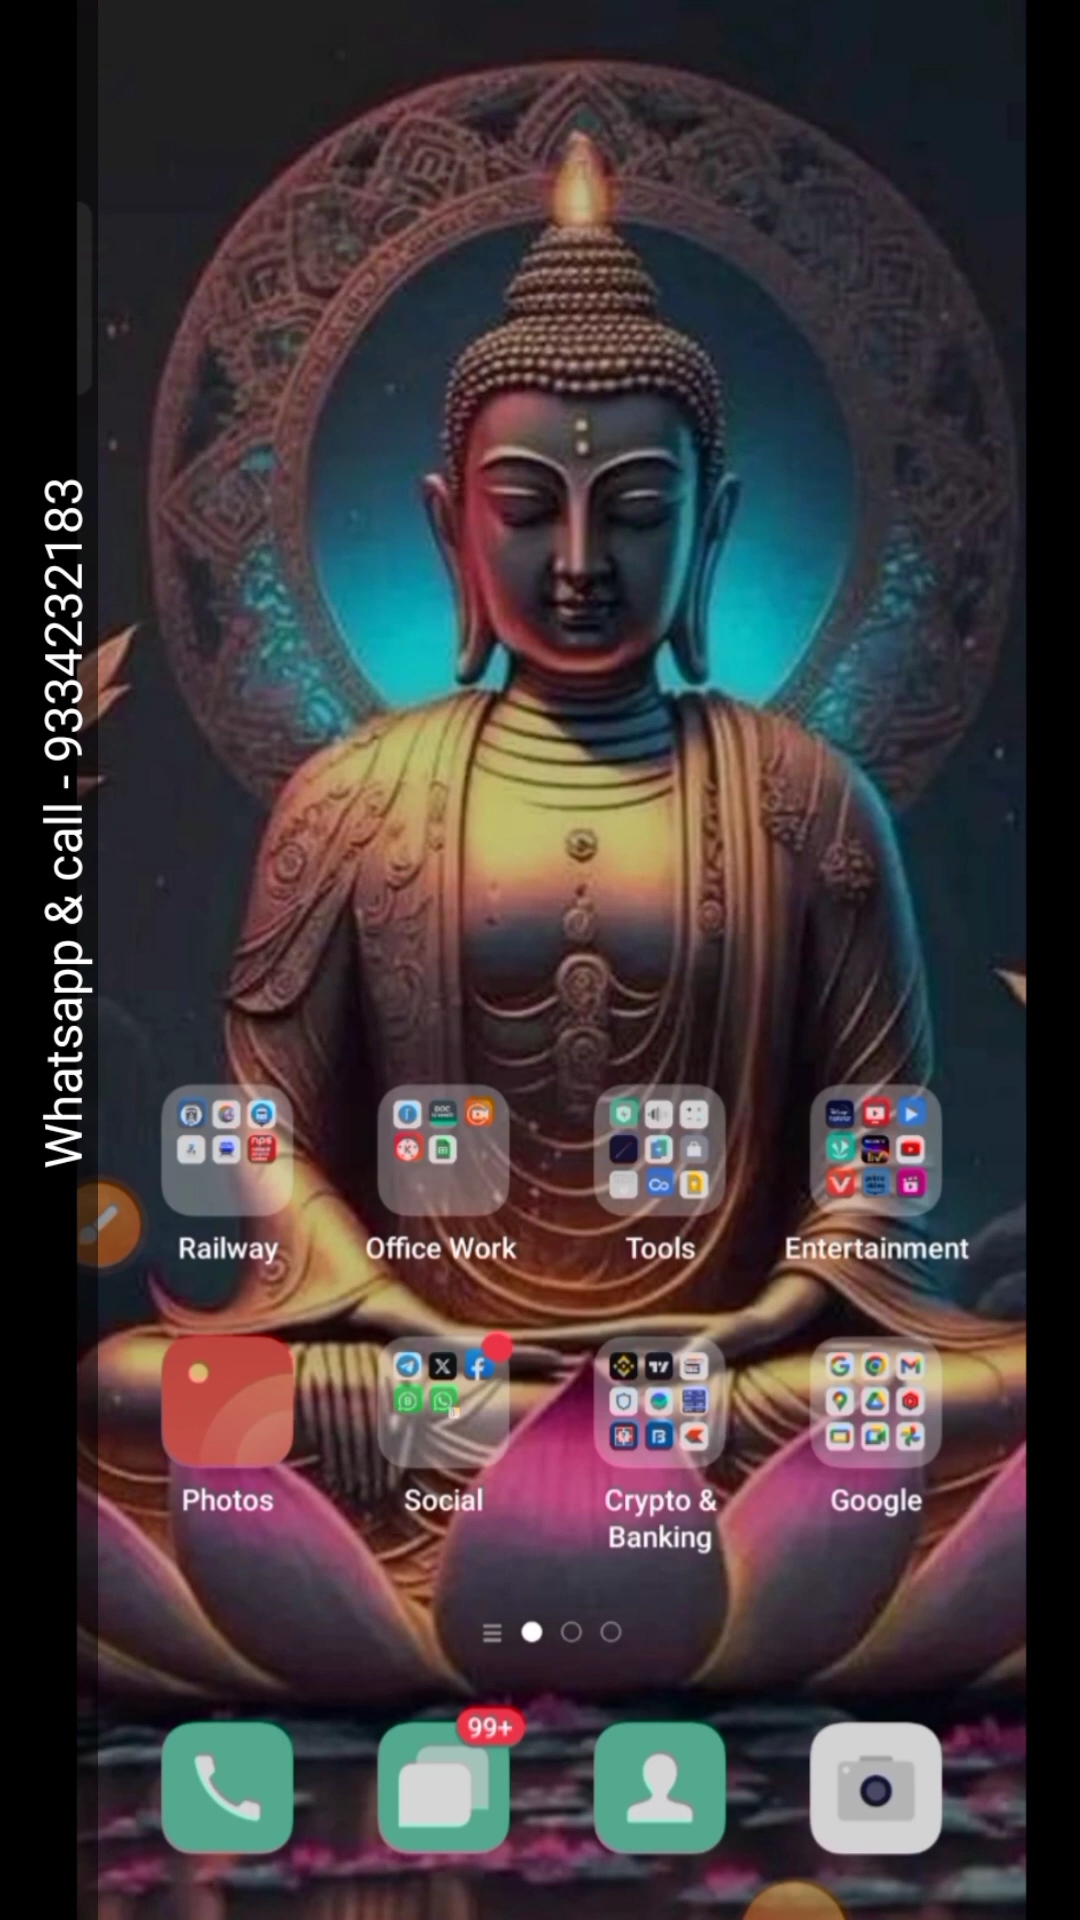 Whatsapp & call - 9334232183
Railway
Office Work
Tools
Entertainment
Photos
Social
Crypto &
Banking
Google
99+